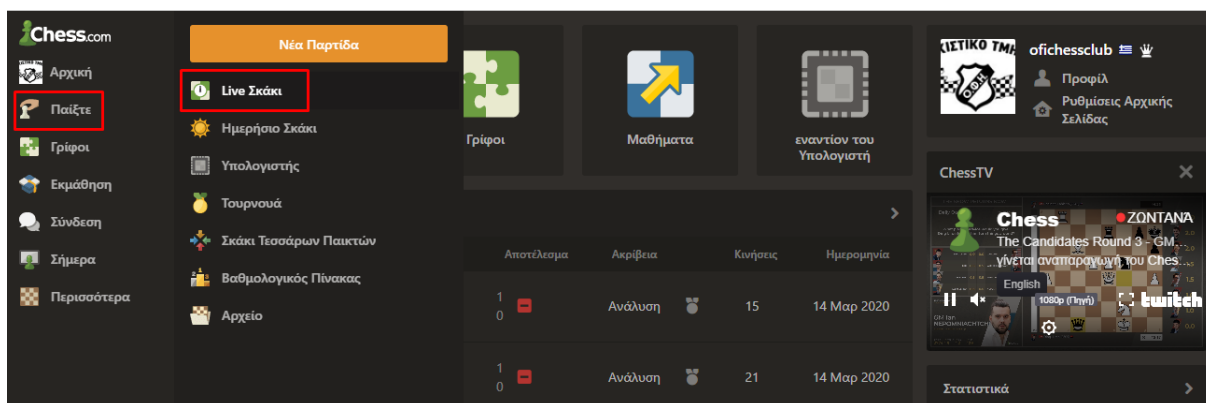 Chess.com
Αρχική
Παίξτε
Γρίφοι
Εκμάθηση
Σύνδεση
Σήμερα
Περισσότερα
Νέα Παρτίδα
Live Σκάκι
Ημερήσιο Σκάκι
Υπολογιστής
Τουρνουά
Σκάκι Τεσσάρων Παικτών
Βαθμολογικός Πίνακας
Αρχείο
Γρίφοι
Μαθήματα
εναντίον του
Υπολογιστή
Αποτέλεσμα Ακρίβεια Κινήσεις Ημερομηνία
1
0
Ανάλυση 15 14 Μαρ 2020
1
0
Ανάλυση 21 14 Μαρ 2020
ΚΙΣΤΙΚΟ ΤΜΗ
Ο.Φ.Η
ofichessclub
Προφίλ
Ρυθμίσεις Αρχικής
Σελίδας
ChessTV
Chess
ΖΩΝΤΑΝΑ
The Candidates Round 3 - GM...
γίνεται αναπαραγωγή του Ches...
English
1080p (Πηγή)
twitch
Στατιστικά